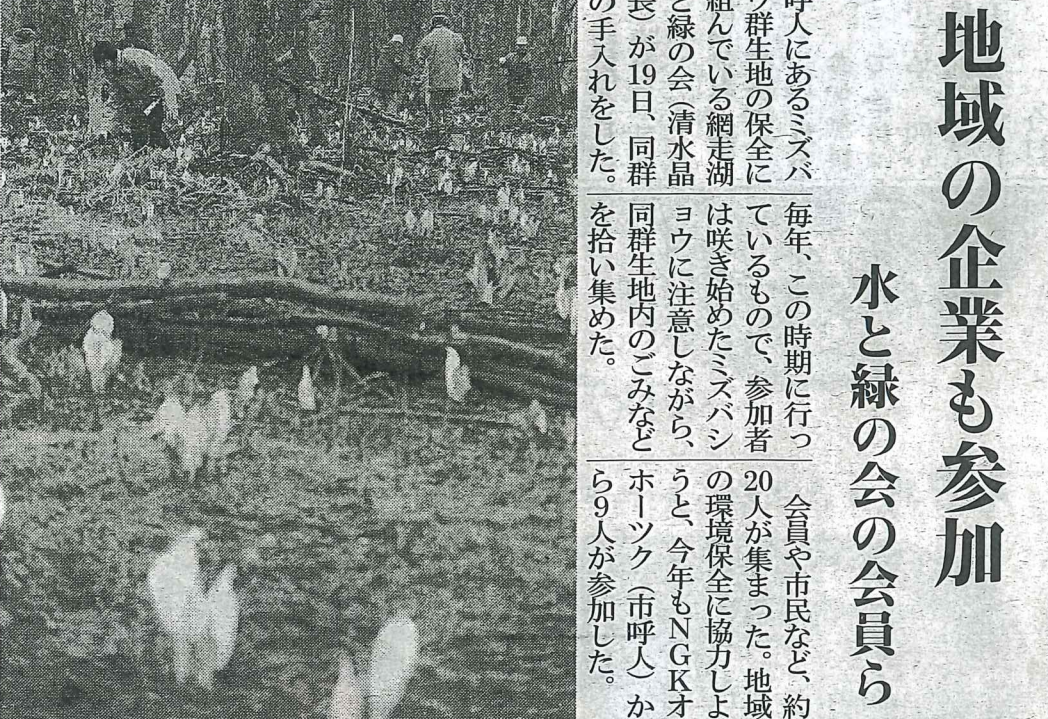 地域の企業も参加
水と緑の会の会員ら
呼人にあるミズバ
ウ群生地の保全に
組んでいる網走湖
と緑の会（清水晶
長）が19日、同群
の手入れをした。
毎年、この時期に行っ
ているもので、参加者
は咲き始めたミズバシ
ョウに注意しながら、
同群生地内のごみなど
を拾い集めた。
会員や市民など、約
20人が集まった。地域
の環境保全に協力しよ
うと、今年もNGKオ
ホーツク（市呼人）か
ら9人が参加した。